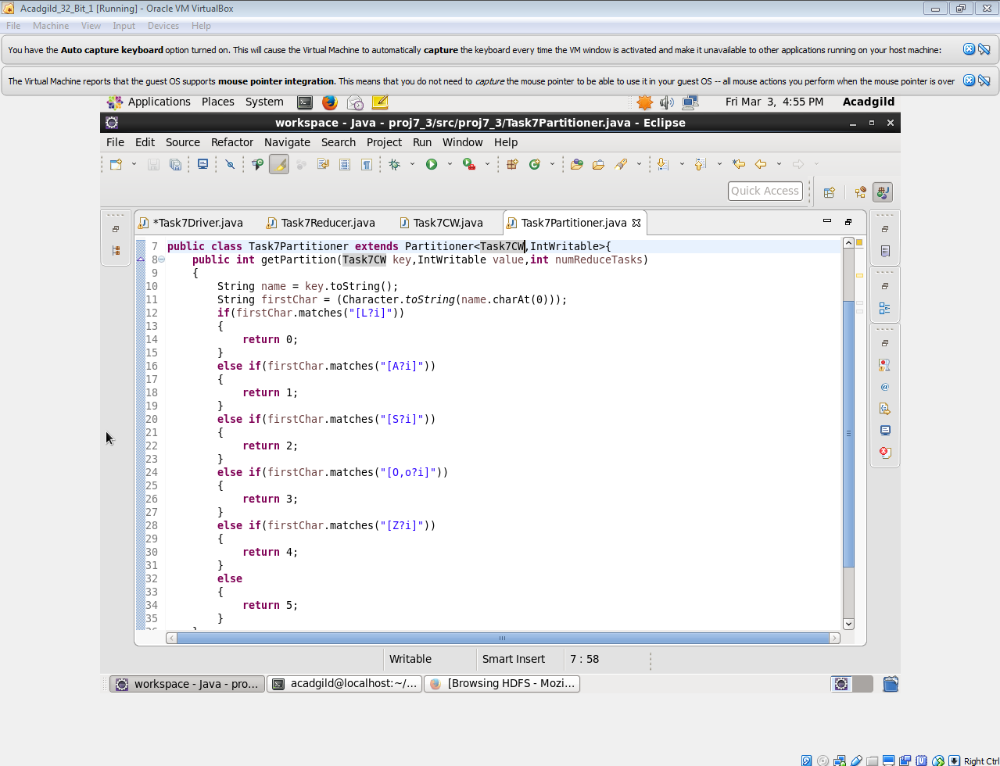 Acadgild_32_Bit_1 [Running] - Oracle VM VirtualBox
File Machine View Input Devices Help
You have the Auto capture keyboard option turned on. This will cause the Virtual Machine to automatically capture the keyboard every time the VM window is activated and make it unavailable to other applications running on your host machine:
The Virtual Machine reports that the guest OS supports mouse pointer integration. This means that you do not need to capture the mouse pointer to be able to use it in your guest OS -- all mouse actions you perform when the mouse pointer is over
Applications Places System Fri Mar 3, 4:55 PM Acadgild
workspace - Java - proj7_3/src/proj7_3/Task7Partitioner.java - Eclipse
File Edit Source Refactor Navigate Search Project Run Window Help
Quick Access
*Task7Driver.java Task7Reducer.java Task7CW.java Task7Partitioner.java
7 public class Task7Partitioner extends Partitioner<Task7CW,IntWritable>{
8 public int getPartition(Task7CW key,IntWritable value,int numReduceTasks)
9 {
10 String name = key.toString();
11 String firstChar = (Character.toString(name.charAt(0)));
12 if(firstChar.matches("[L?i]"))
13 {
14 return 0;
15 }
16 else if(firstChar.matches("[A?i]"))
17 {
18 return 1;
19 }
20 else if(firstChar.matches("[S?i]"))
21 {
22 return 2;
23 }
24 else if(firstChar.matches("[O,o?i]"))
25 {
26 return 3;
27 }
28 else if(firstChar.matches("[Z?i]"))
29 {
30 return 4;
31 }
32 else
33 {
34 return 5;
35 }
Writable Smart Insert 7 : 58
workspace - Java - pro... acadgild@localhost:~/... [Browsing HDFS - Mozi...
Right Ctrl